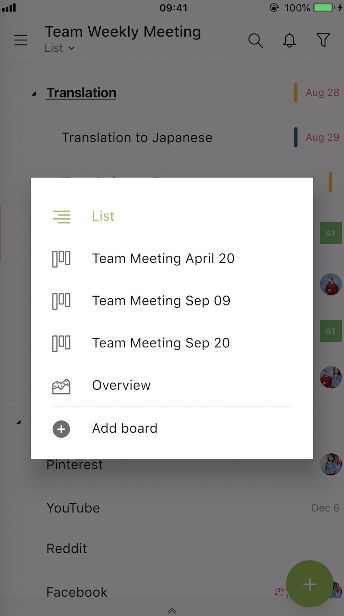 09:41
100%
Team Weekly Meeting
List
Translation
Aug 28
Translation to Japanese
Aug 29
List
GT
Team Meeting April 20
Team Meeting Sep 09
GT
Team Meeting Sep 20
Overview
Add board
Pinterest
YouTube
Dec 6
Reddit
Facebook